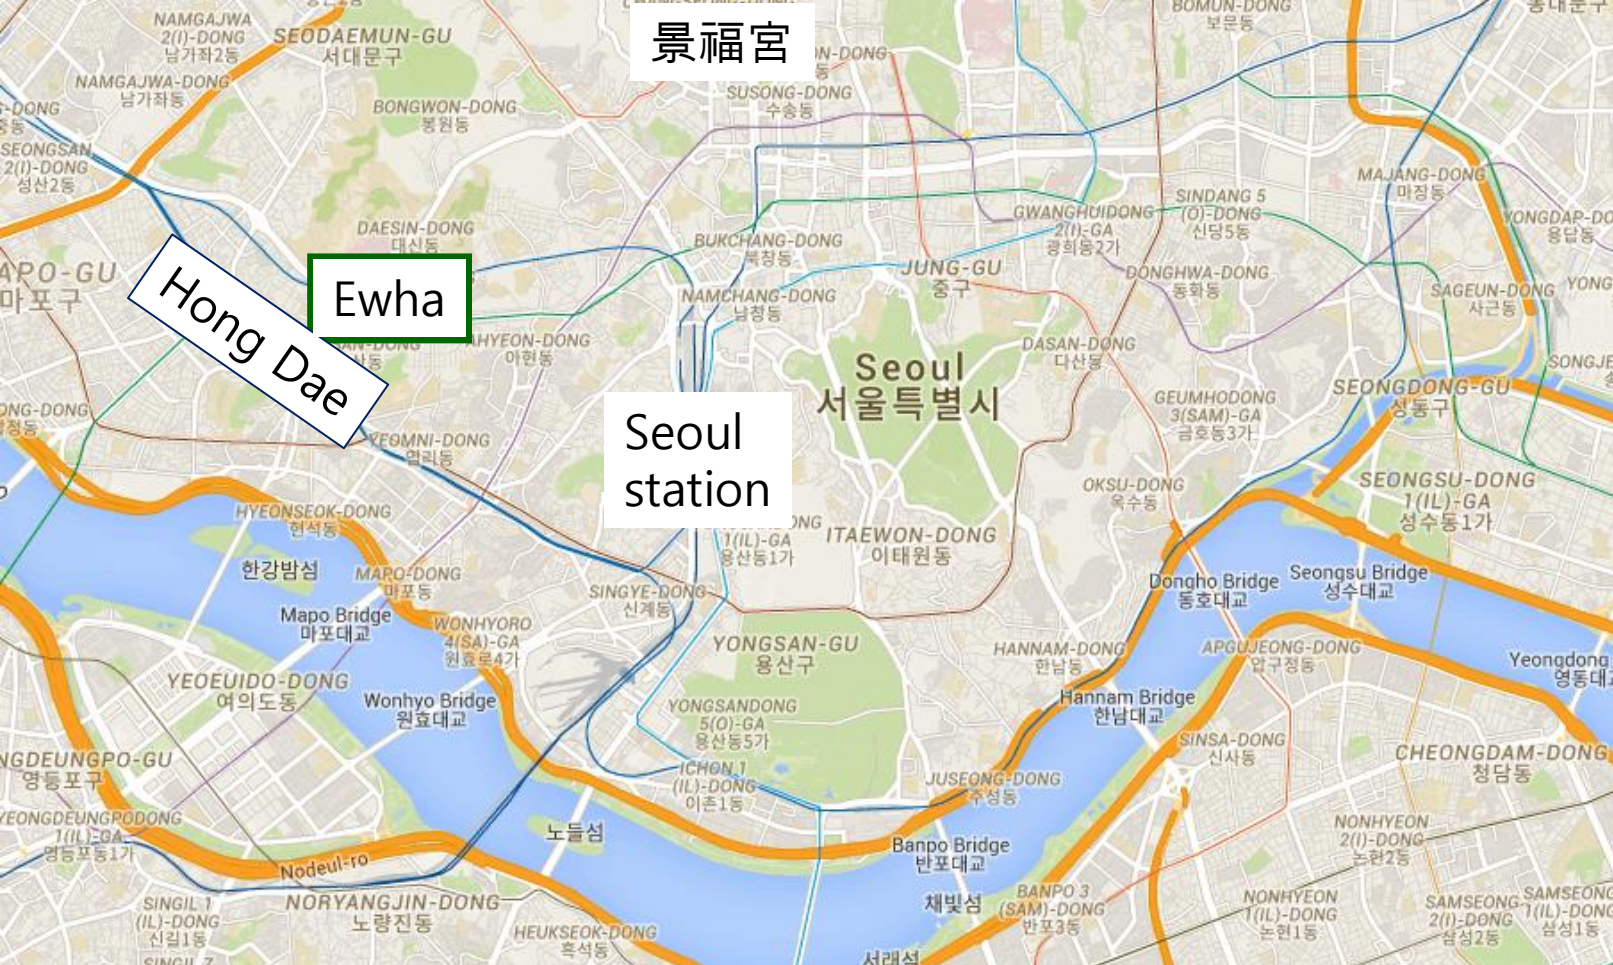 NAMGAJWA
2(I)-DONG
남가좌2동
SEODAEMUN-GU
서대문구
景福宮
BOMUN-DONG
보문동
NAMGAJWA-DONG
남가좌동
BONGWON-DONG
봉원동
SUSONG-DONG
수송동
SEONGSAN
2(I)-DONG
성산2동
MAJANG-DONG
마장동
SINDANG 5
(O)-DONG
신당5동
GWANGHUIDONG
2(I)-GA
광희동2가
YONGDAP-DO
용답동
DAESIN-DONG
대신동
BUKCHANG-DONG
북창동
APO-GU
마포구
Hong Dae
Ewha
JUNG-GU
중구
DONGHWA-DONG
동화동
NAMCHANG-DONG
남창동
SAGEUN-DONG
사근동
YONG
AHYEON-DONG
아현동
DASAN-DONG
다산동
Seoul
서울특별시
SONGJE
SEONGDONG-GU
성동구
GEUMHODONG
3(SAM)-GA
금호동3가
YEOMNI-DONG
염리동
Seoul
station
OKSU-DONG
옥수동
SEONGSU-DONG
1(IL)-GA
성수동1가
HYEONSEOK-DONG
현석동
1(IL)-GA
용산동1가
ITAEWON-DONG
이태원동
한강밤섬
MAPO-DONG
마포동
SINGYE-DONG
신계동
Dongho Bridge
동호대교
Seongsu Bridge
성수대교
Mapo Bridge
마포대교
WONHYORO
4(SA)-GA
원효로4가
YONGSAN-GU
용산구
HANNAM-DONG
한남동
APGUJEONG-DONG
압구정동
Yeongdong
영동대
YEOEUIDO-DONG
여의도동
Wonhyo Bridge
원효대교
YONGSANDONG
5(O)-GA
용산동5가
Hannam Bridge
한남대교
SINSA-DONG
신사동
CHEONGDAM-DONG
청담동
NGDEUNGPO-GU
영등포구
ICHON 1
(IL)-DONG
이촌1동
JUSEONG-DONG
주성동
YEONGDEUNGPODONG
1(IL)-GA
영등포동1가
노들섬
Banpo Bridge
반포대교
NONHYEON
2(I)-DONG
논현2동
Nodeul-ro
SINGIL 1
(IL)-DONG
신길1동
NORYANGJIN-DONG
노량진동
HEUKSEOK-DONG
흑석동
채빛섬
BANPO 3
(SAM)-DONG
반포3동
NONHYEON
1(IL)-DONG
논현1동
SAMSEONG
2(I)-DONG
삼성2동
SAMSEONG
1(IL)-DONG
삼성1동
SINGIL 7
서래섬